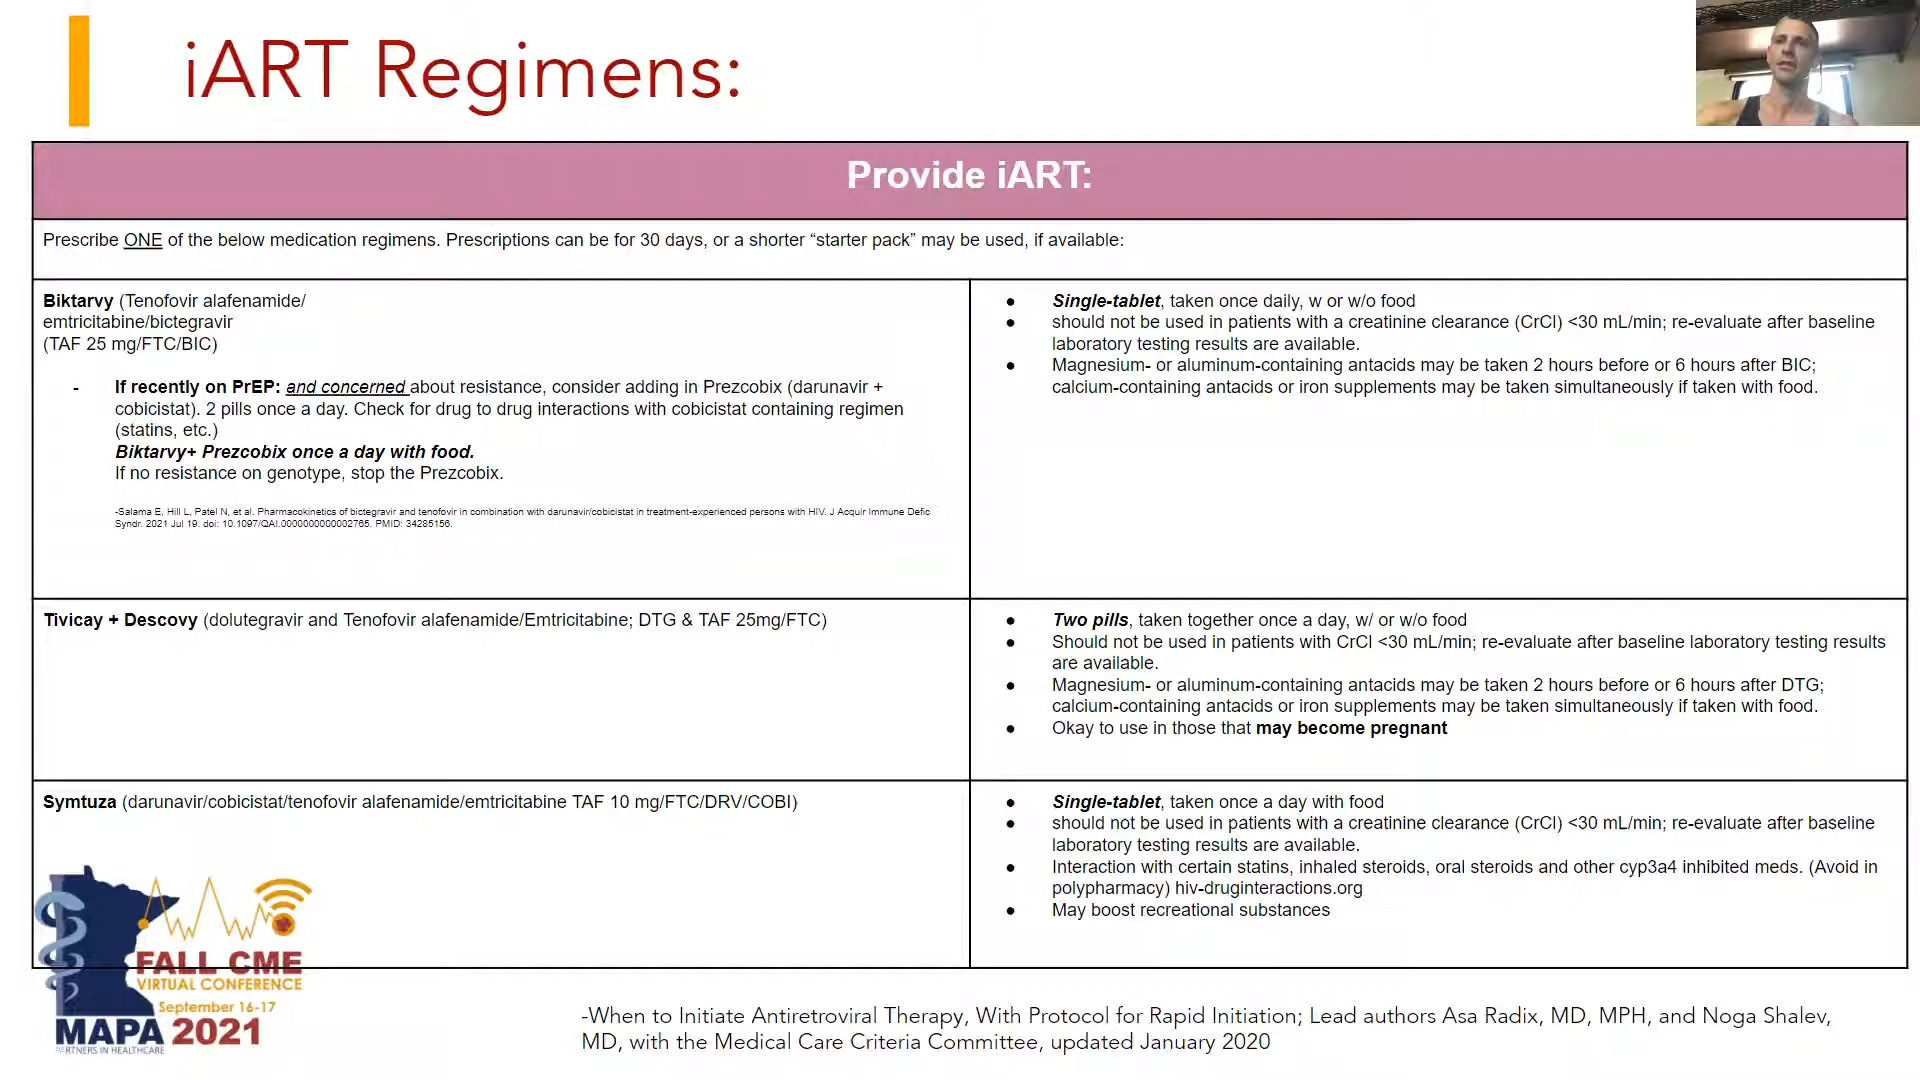 iART Regimens:
Provide iART:
Prescribe ONE of the below medication regimens. Prescriptions can be for 30 days, or a shorter “starter pack” may be used, if available:
Biktarvy (Tenofovir alafenamide/
emtricitabine/bictegravir
(TAF 25 mg/FTC/BIC)
- If recently on PrEP: and concerned about resistance, consider adding in Prezcobix (darunavir +
cobicistat). 2 pills once a day. Check for drug to drug interactions with cobicistat containing regimen
(statins, etc.)
Biktarvy+ Prezcobix once a day with food.
If no resistance on genotype, stop the Prezcobix.
-Salama E, Hill L, Patel N, et al. Pharmacokinetics of bictegravir and tenofovir in combination with darunavir/cobicistat in treatment-experienced persons with HIV. J Acquir Immune Defic
Syndr. 2021 Jul 19. doi: 10.1097/QAI.0000000000002765. PMID: 34285156.
● Single-tablet, taken once daily, w or w/o food
● should not be used in patients with a creatinine clearance (CrCl) <30 mL/min; re-evaluate after baseline
laboratory testing results are available.
● Magnesium- or aluminum-containing antacids may be taken 2 hours before or 6 hours after BIC;
calcium-containing antacids or iron supplements may be taken simultaneously if taken with food.
Tivicay + Descovy (dolutegravir and Tenofovir alafenamide/Emtricitabine; DTG & TAF 25mg/FTC)
● Two pills, taken together once a day, w/ or w/o food
● Should not be used in patients with CrCl <30 mL/min; re-evaluate after baseline laboratory testing results
are available.
● Magnesium- or aluminum-containing antacids may be taken 2 hours before or 6 hours after DTG;
calcium-containing antacids or iron supplements may be taken simultaneously if taken with food.
● Okay to use in those that may become pregnant
Symtuza (darunavir/cobicistat/tenofovir alafenamide/emtricitabine TAF 10 mg/FTC/DRV/COBI)
● Single-tablet, taken once a day with food
● should not be used in patients with a creatinine clearance (CrCl) <30 mL/min; re-evaluate after baseline
laboratory testing results are available.
● Interaction with certain statins, inhaled steroids, oral steroids and other cyp3a4 inhibited meds. (Avoid in
polypharmacy) hiv-druginteractions.org
● May boost recreational substances
FALL CME
VIRTUAL CONFERENCE
September 16-17
MAPA 2021
PARTNERS IN HEALTHCARE
-When to Initiate Antiretroviral Therapy, With Protocol for Rapid Initiation; Lead authors Asa Radix, MD, MPH, and Noga Shalev,
MD, with the Medical Care Criteria Committee, updated January 2020